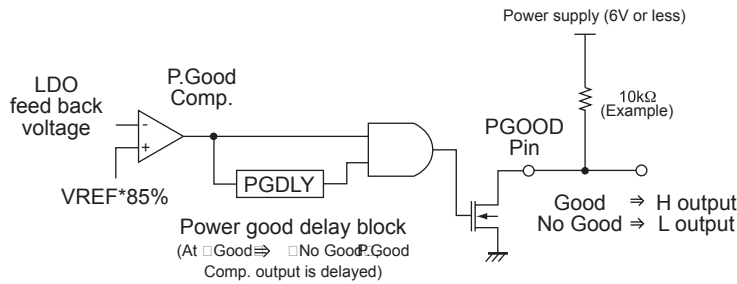 Power supply (6V or less)
LDO
feed back
voltage
P.Good
Comp.
-
+
VREF*85%
PGDLY
10kΩ
(Example)
PGOOD
Pin
Good ⇒ H output
No Good ⇒ L output
Power good delay block
(At □Good⇒ □No Good□, P.Good
Comp. output is delayed)